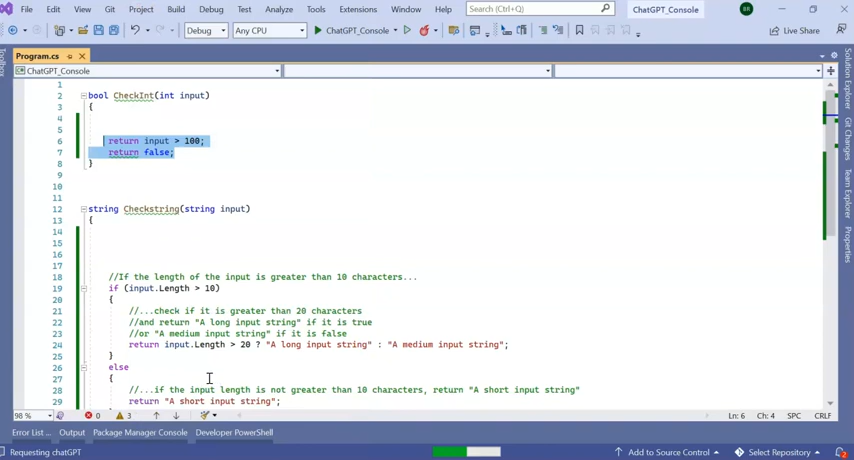 File Edit View Git Project Build Debug Test Analyze Tools Extensions Window Help Search (Ctrl+Q) ChatGPT_Console BR
Debug Any CPU ChatGPT_Console Live Share
Program.cs
ChatGPT_Console
1
2 bool CheckInt(int input)
3 {
4
5
6 return input > 100;
7 return false;
8 }
9
10
11
12 string Checkstring(string input)
13 {
14
15
16
17
18 //If the length of the input is greater than 10 characters...
19 if (input.Length > 10)
20 {
21 //...check if it is greater than 20 characters
22 //and return "A long input string" if it is true
23 //or "A medium input string" if it is false
24 return input.Length > 20 ? "A long input string" : "A medium input string";
25 }
26 else
27 {
28 //...if the input length is not greater than 10 characters, return "A short input string"
29 return "A short input string";
98 % 0 3 Ln: 6 Ch: 4 SPC CRLF
Error List ... Output Package Manager Console Developer PowerShell
Requesting chatGPT Add to Source Control Select Repository 2
Toolbox
Solution Explorer
Git Changes
Team Explorer
Properties